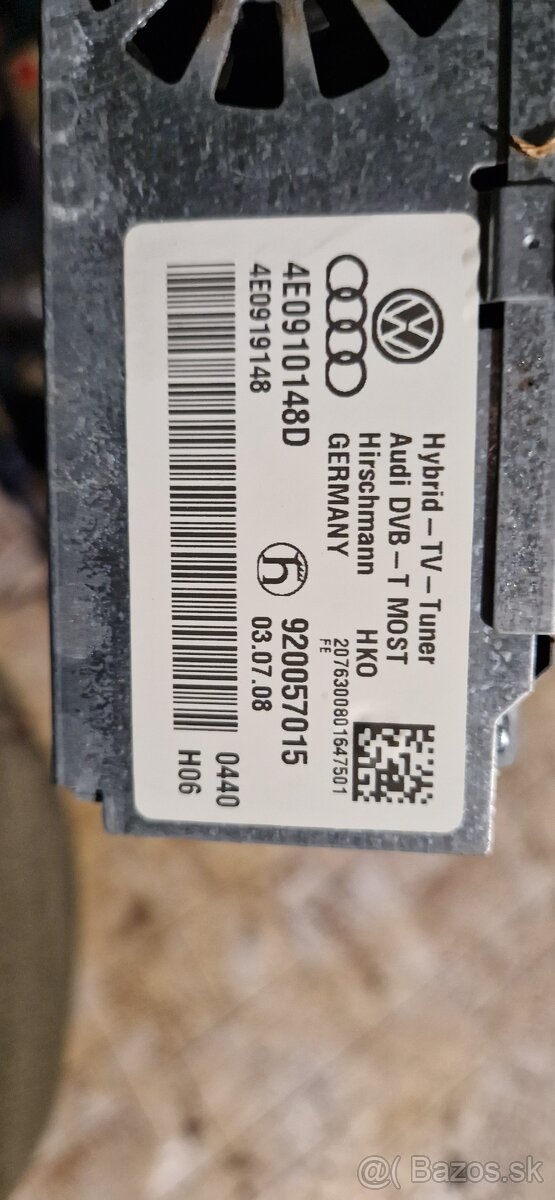 Hybrid-TV-Tuner
Audi DVB-T MOST
Hirschmann HKO
GERMANY
2076300801647501
FE
4E0910148D
4E0919148
920057015
03.07.08
0440
H06
@( Bazos.sk